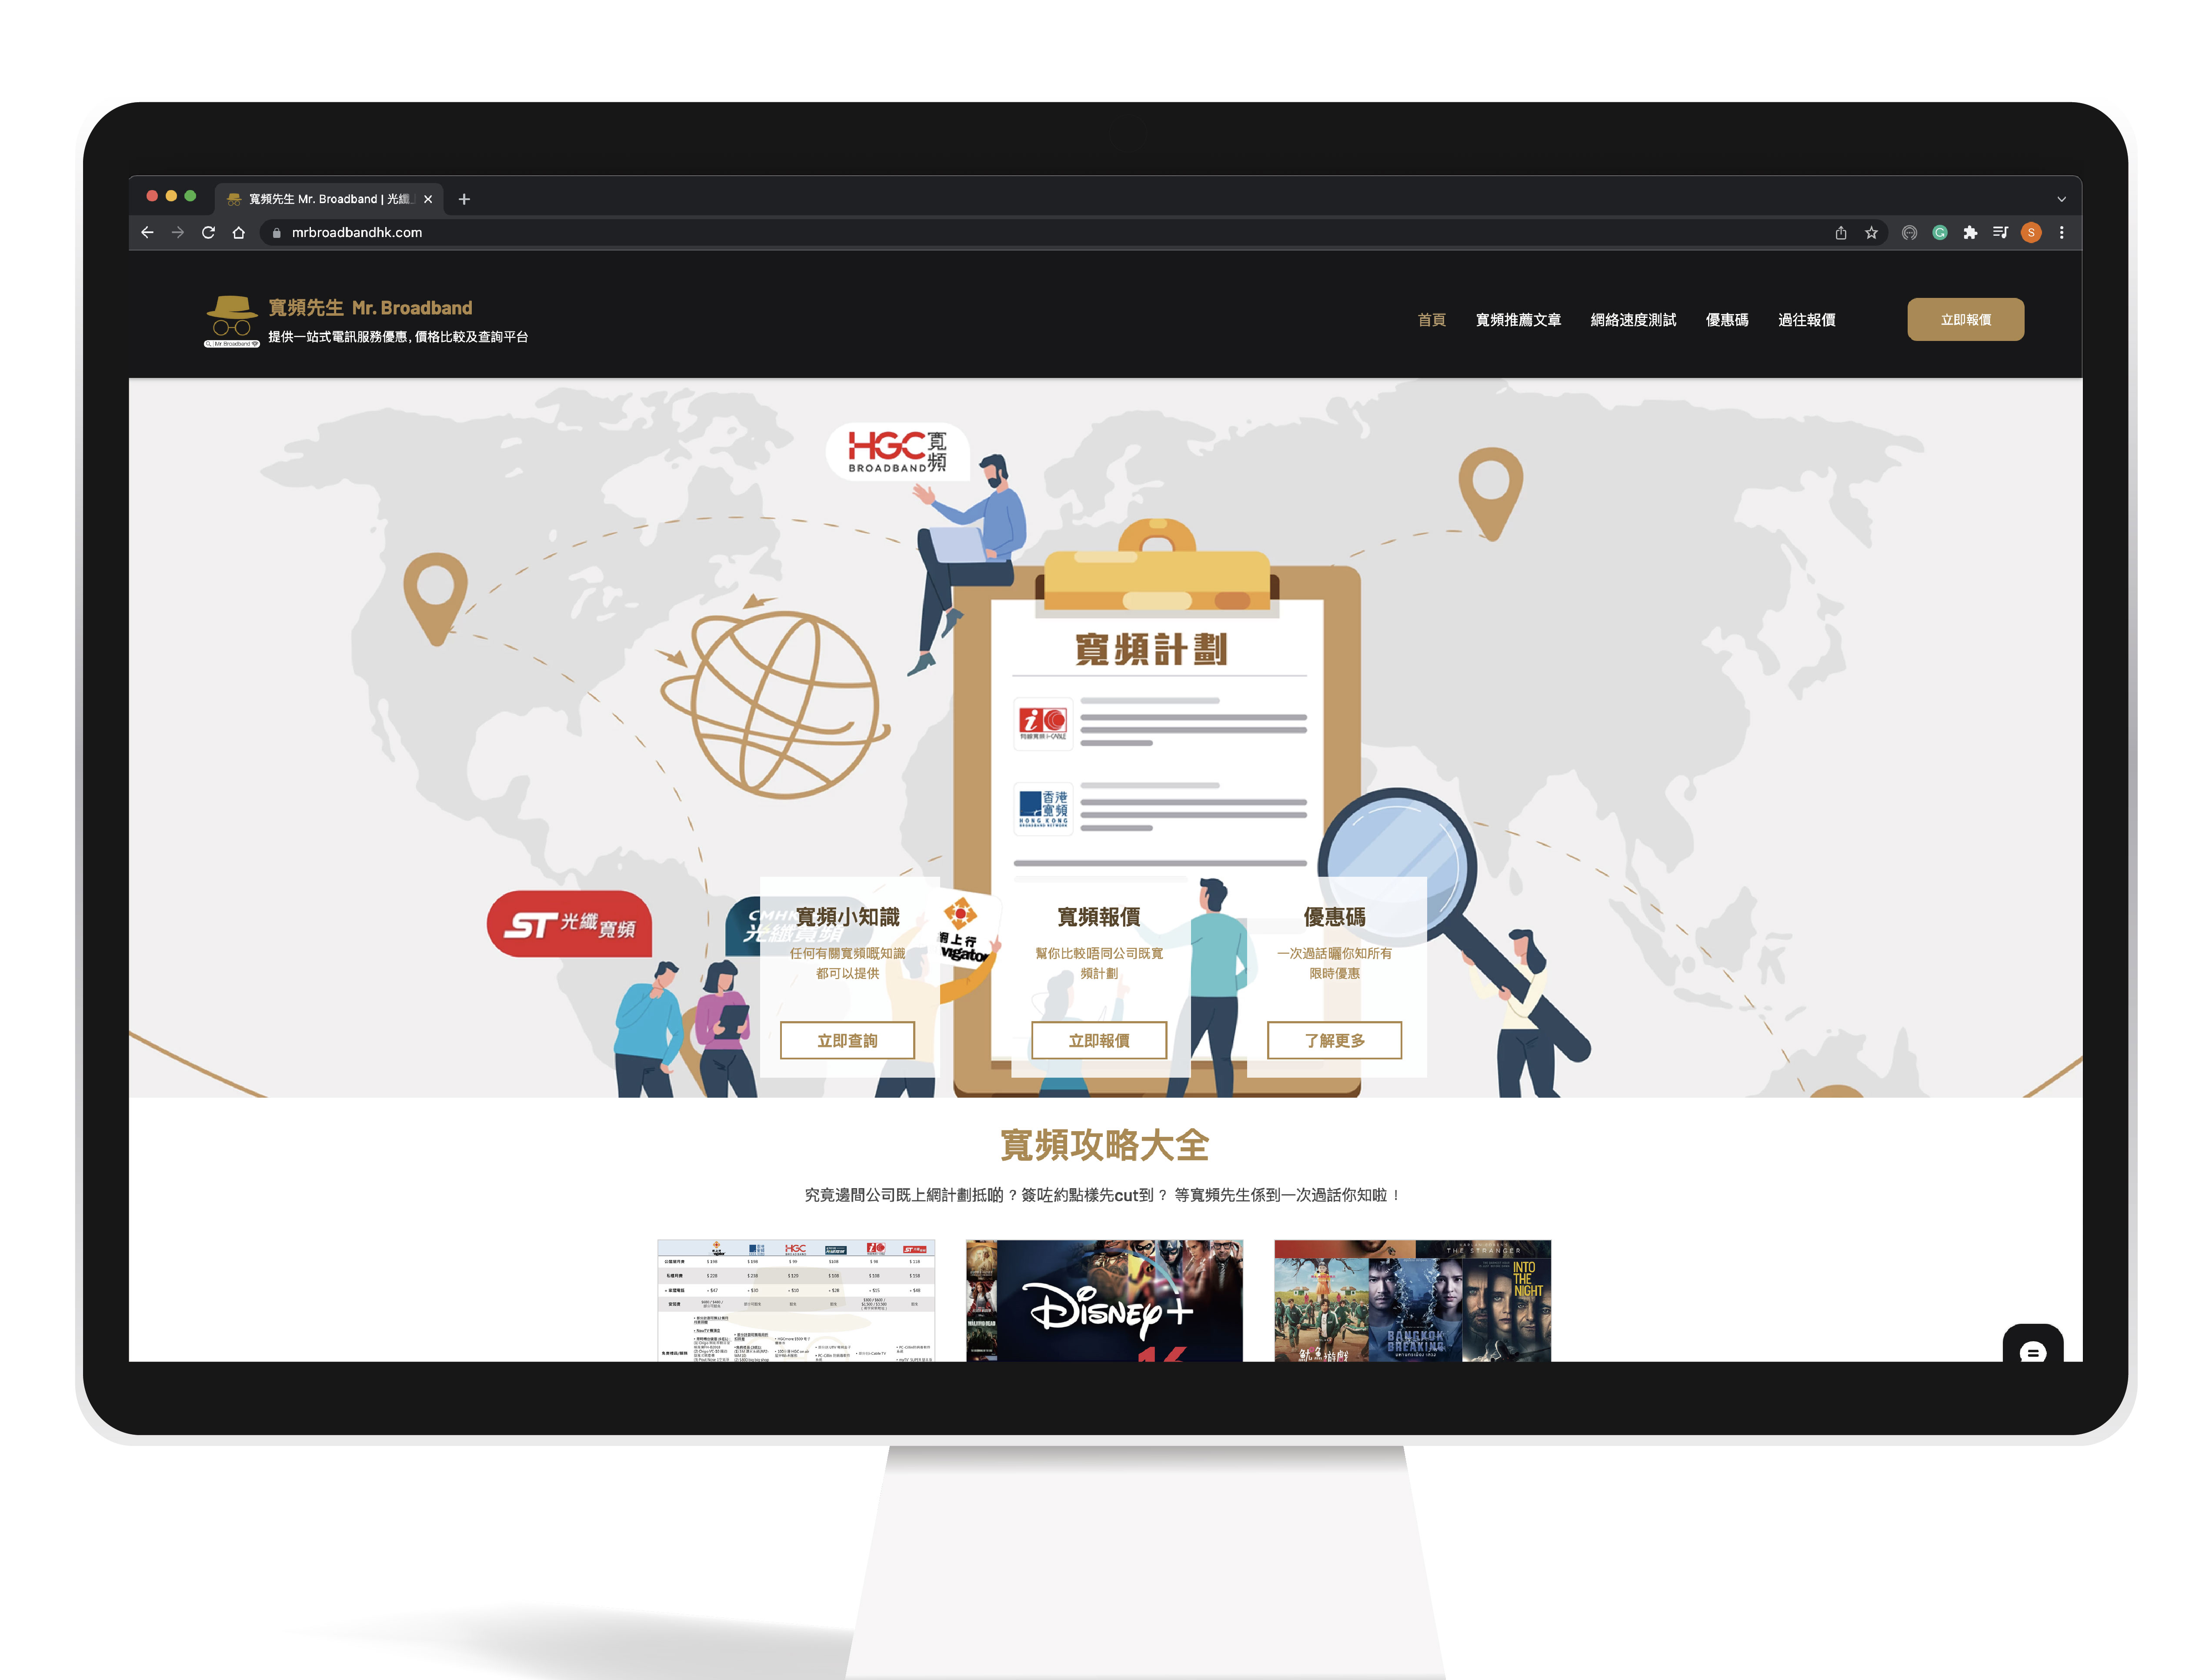 寬頻先生 Mr. Broadband | 光纖
mrbroadbandhk.com
S
寬頻先生 Mr. Broadband
提供一站式電訊服務優惠, 價格比較及查詢平台
Mr Broadband
首頁 寬頻推薦文章 網絡速度測試 優惠碼 過往報價 立即報價
HGC 寬頻
BROADBAND
寬頻計劃
有線寬頻 i-CABLE
香港寬頻
HONG KONG
BROADBAND NETWORK
ST 光纖寬頻
CMHK
光纖寬頻
網上行
vigator
寬頻小知識
任何有關寬頻嘅知識
都可以提供
立即查詢
寬頻報價
幫你比較唔同公司既寬
頻計劃
立即報價
優惠碼
一次過話曬你知所有
限時優惠
了解更多
寬頻攻略大全
究竟邊間公司既上網計劃抵啲 ? 簽咗約點樣先cut到 ? 等寬頻先生係到一次過話你知啦 !
HGC
ST
DISNEY+
16
THE STRANGER
魷魚遊戲
BANGKOK
BREAKING
INTO
THE
NIGHT